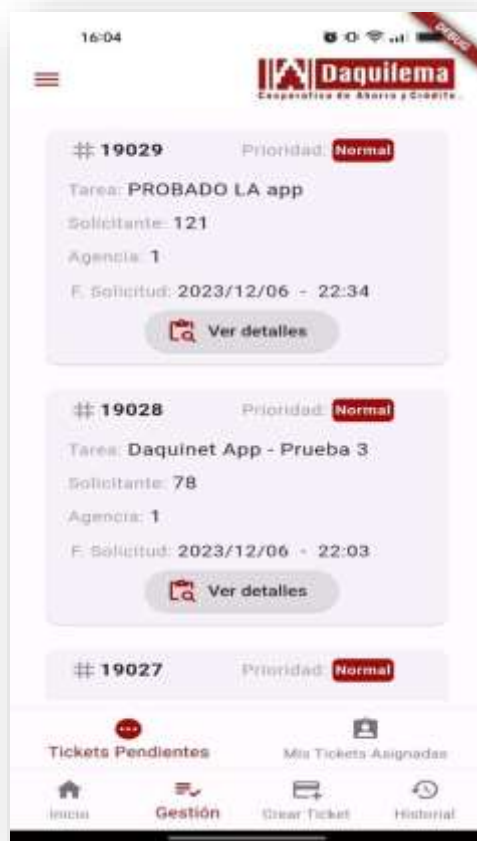 16:04
DEBUG
Daquilema
Cooperativa de Ahorro y Crédito
# 19029 Prioridad: Normal
Tarea: PROBADO LA app
Solicitante: 121
Agencia: 1
F. Solicitud: 2023/12/06 - 22:34
Ver detalles
# 19028 Prioridad: Normal
Tarea: Daquinet App - Prueba 3
Solicitante: 78
Agencia: 1
F. Solicitud: 2023/12/06 - 22:03
Ver detalles
# 19027 Prioridad: Normal
Tickets Pendientes Mis Tickets Asignadas
Inicio Gestión Crear Ticket Historial